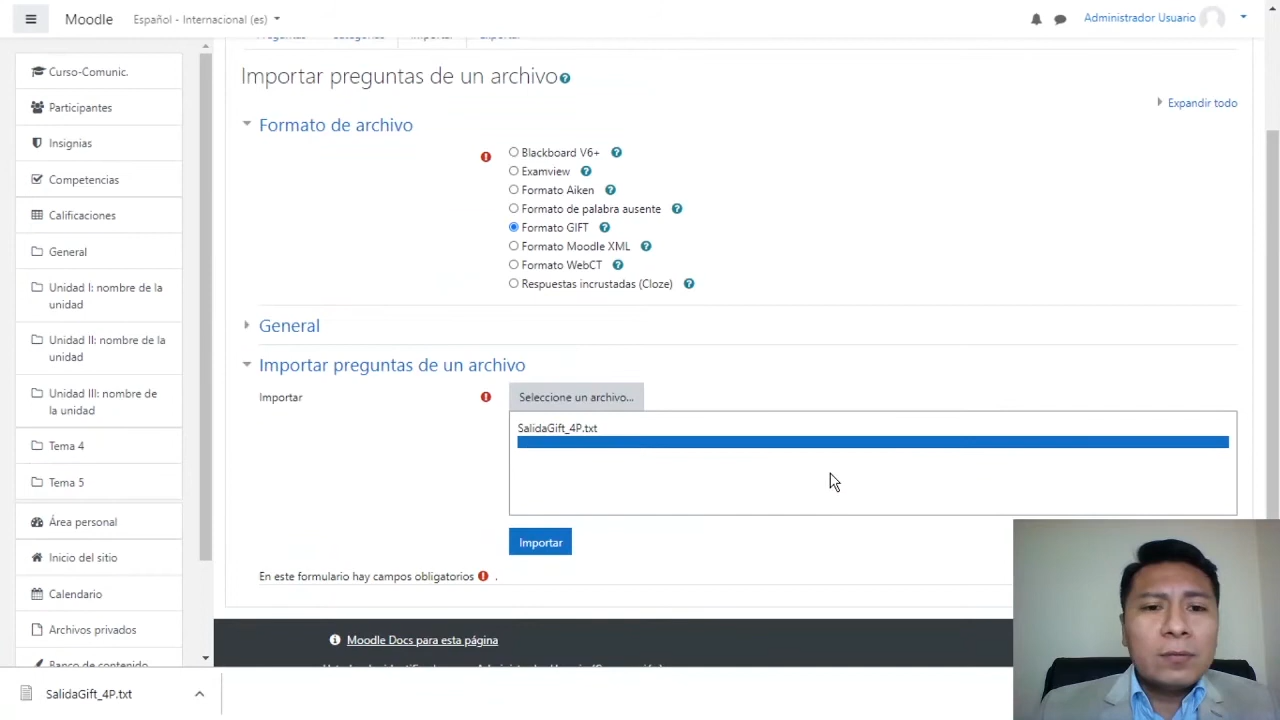 Moodle
Español - Internacional (es)
Administrador Usuario
Curso-Comunic.
Participantes
Insignias
Competencias
Calificaciones
General
Unidad I: nombre de la
unidad
Unidad II: nombre de la
unidad
Unidad III: nombre de
la unidad
Tema 4
Tema 5
Área personal
Inicio del sitio
Calendario
Archivos privados
Banco de contenido
Preguntas Categorías Importar Exportar
Importar preguntas de un archivo
Expandir todo
Formato de archivo
Blackboard V6+
Examview
Formato Aiken
Formato de palabra ausente
Formato GIFT
Formato Moodle XML
Formato WebCT
Respuestas incrustadas (Cloze)
General
Importar preguntas de un archivo
Importar
Seleccione un archivo...
SalidaGift_4P.txt
Importar
En este formulario hay campos obligatorios .
Moodle Docs para esta página
SalidaGift_4P.txt